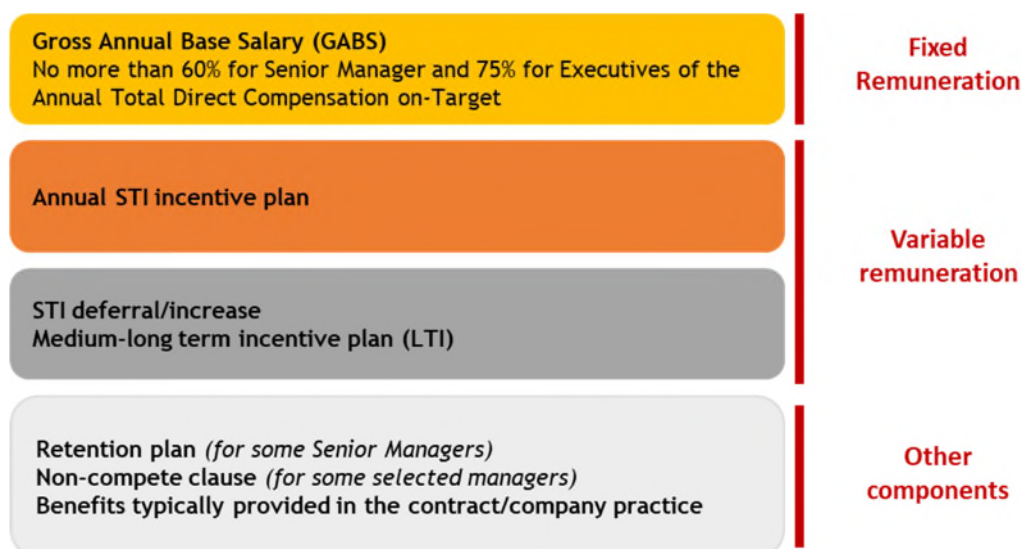 Gross Annual Base Salary (GABS)
No more than 60% for Senior Manager and 75% for Executives of the
Annual Total Direct Compensation on-Target
Fixed
Remuneration
Annual STI incentive plan
STI deferral/increase
Medium-long term incentive plan (LTI)
Variable
remuneration
Retention plan (for some Senior Managers)
Non-compete clause (for some selected managers)
Benefits typically provided in the contract/company practice
Other
components